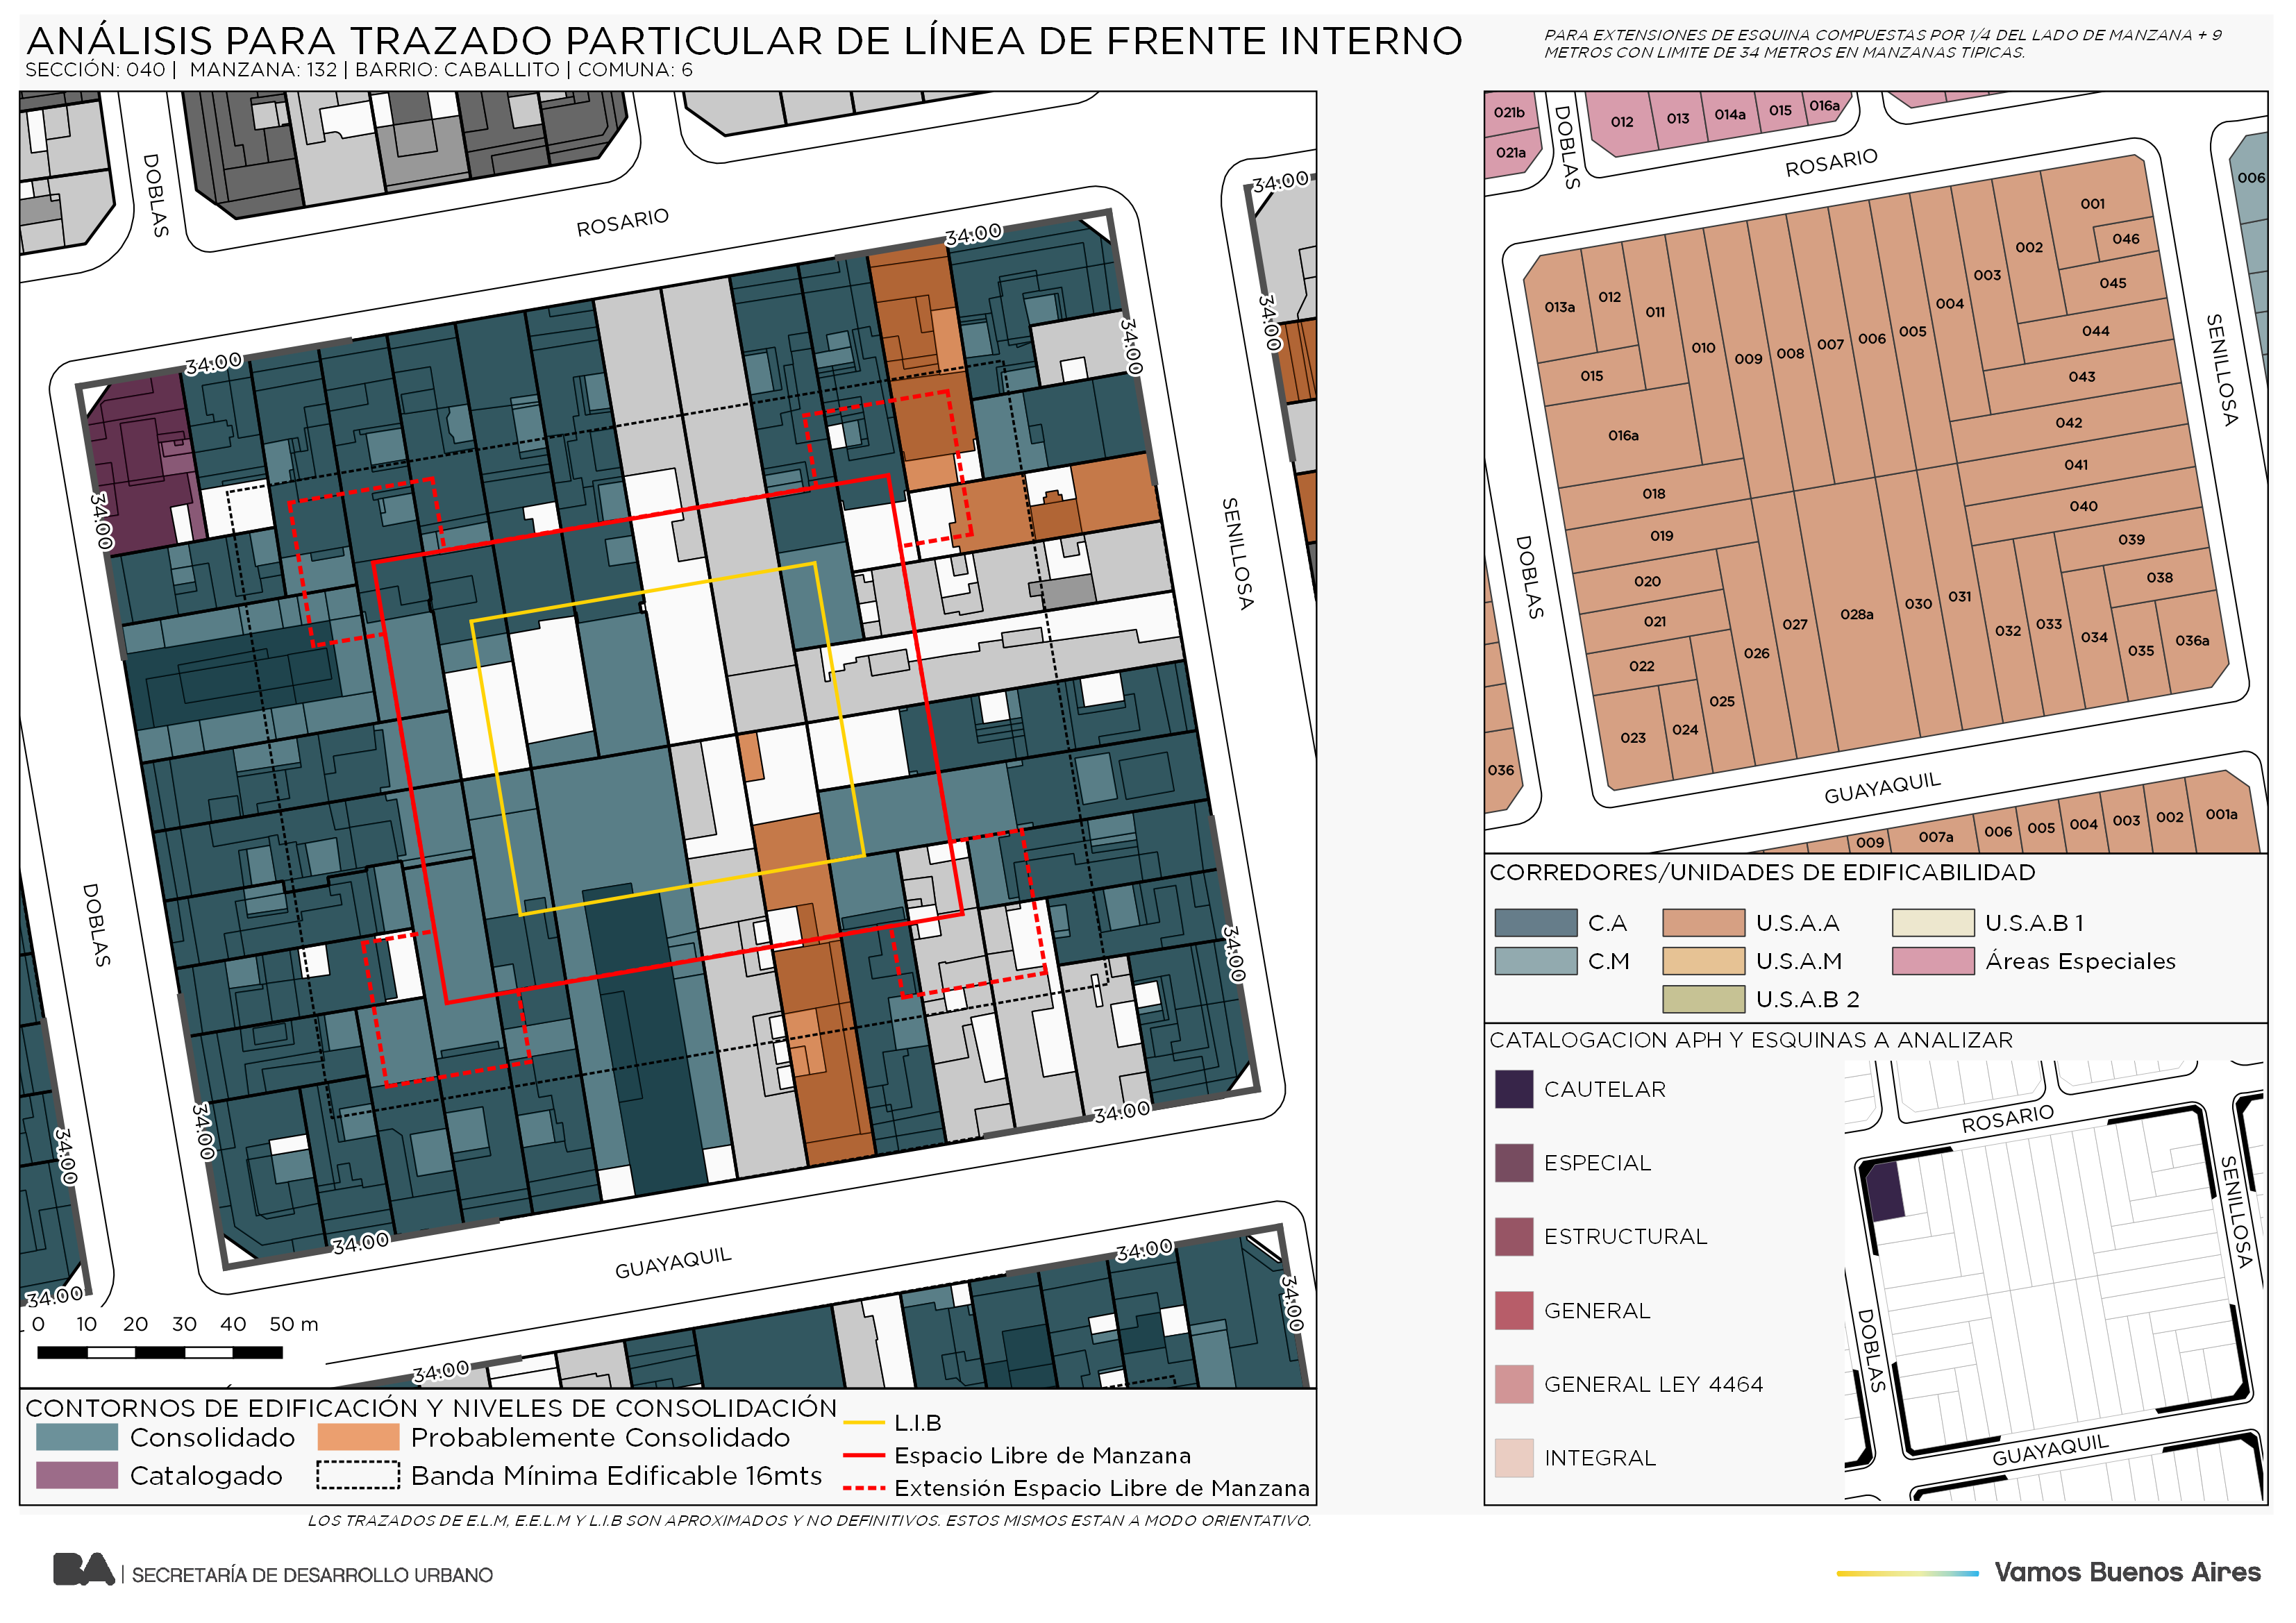 ANÁLISIS PARA TRAZADO PARTICULAR DE LÍNEA DE FRENTE INTERNO
SECCIÓN: 040 | MANZANA: 132 | BARRIO: CABALLITO | COMUNA: 6
PARA EXTENSIONES DE ESQUINA COMPUESTAS POR 1/4 DEL LADO DE MANZANA + 9
METROS CON LIMITE DE 34 METROS EN MANZANAS TIPICAS.
DOBLAS
ROSARIO
34:00
34:00
34:00
34:00
34:00
34:00
SENILLOSA
DOBLAS
34:00
34:00
34:00
34:00
34:00
34:00
GUAYAQUIL
34:00
34:00
34:00
0 10 20 30 40 50 m
021b
021a
DOBLAS
012
013
014a
015
016a
ROSARIO
006
001
046
002
045
003
044
004
043
005
042
006
041
007
040
008
039
009
038
010
011
012
013a
015
016a
018
019
020
021
022
023
024
025
026
027
028a
030
031
032
033
034
035
036a
SENILLOSA
DOBLAS
036
GUAYAQUIL
009
007a
006
005
004
003
002
001a
CORREDORES/UNIDADES DE EDIFICABILIDAD
C.A
U.S.A.A
U.S.A.B 1
C.M
U.S.A.M
Áreas Especiales
U.S.A.B 2
CATALOGACION APH Y ESQUINAS A ANALIZAR
CAUTELAR
ESPECIAL
ESTRUCTURAL
GENERAL
GENERAL LEY 4464
INTEGRAL
ROSARIO
SENILLOSA
DOBLAS
GUAYAQUIL
CONTORNOS DE EDIFICACIÓN Y NIVELES DE CONSOLIDACIÓN
Consolidado
Probablemente Consolidado
Catalogado
Banda Mínima Edificable 16mts
L.I.B
Espacio Libre de Manzana
Extensión Espacio Libre de Manzana
LOS TRAZADOS DE E.L.M, E.E.L.M Y L.I.B SON APROXIMADOS Y NO DEFINITIVOS. ESTOS MISMOS ESTAN A MODO ORIENTATIVO.
BA | SECRETARÍA DE DESARROLLO URBANO
Vamos Buenos Aires